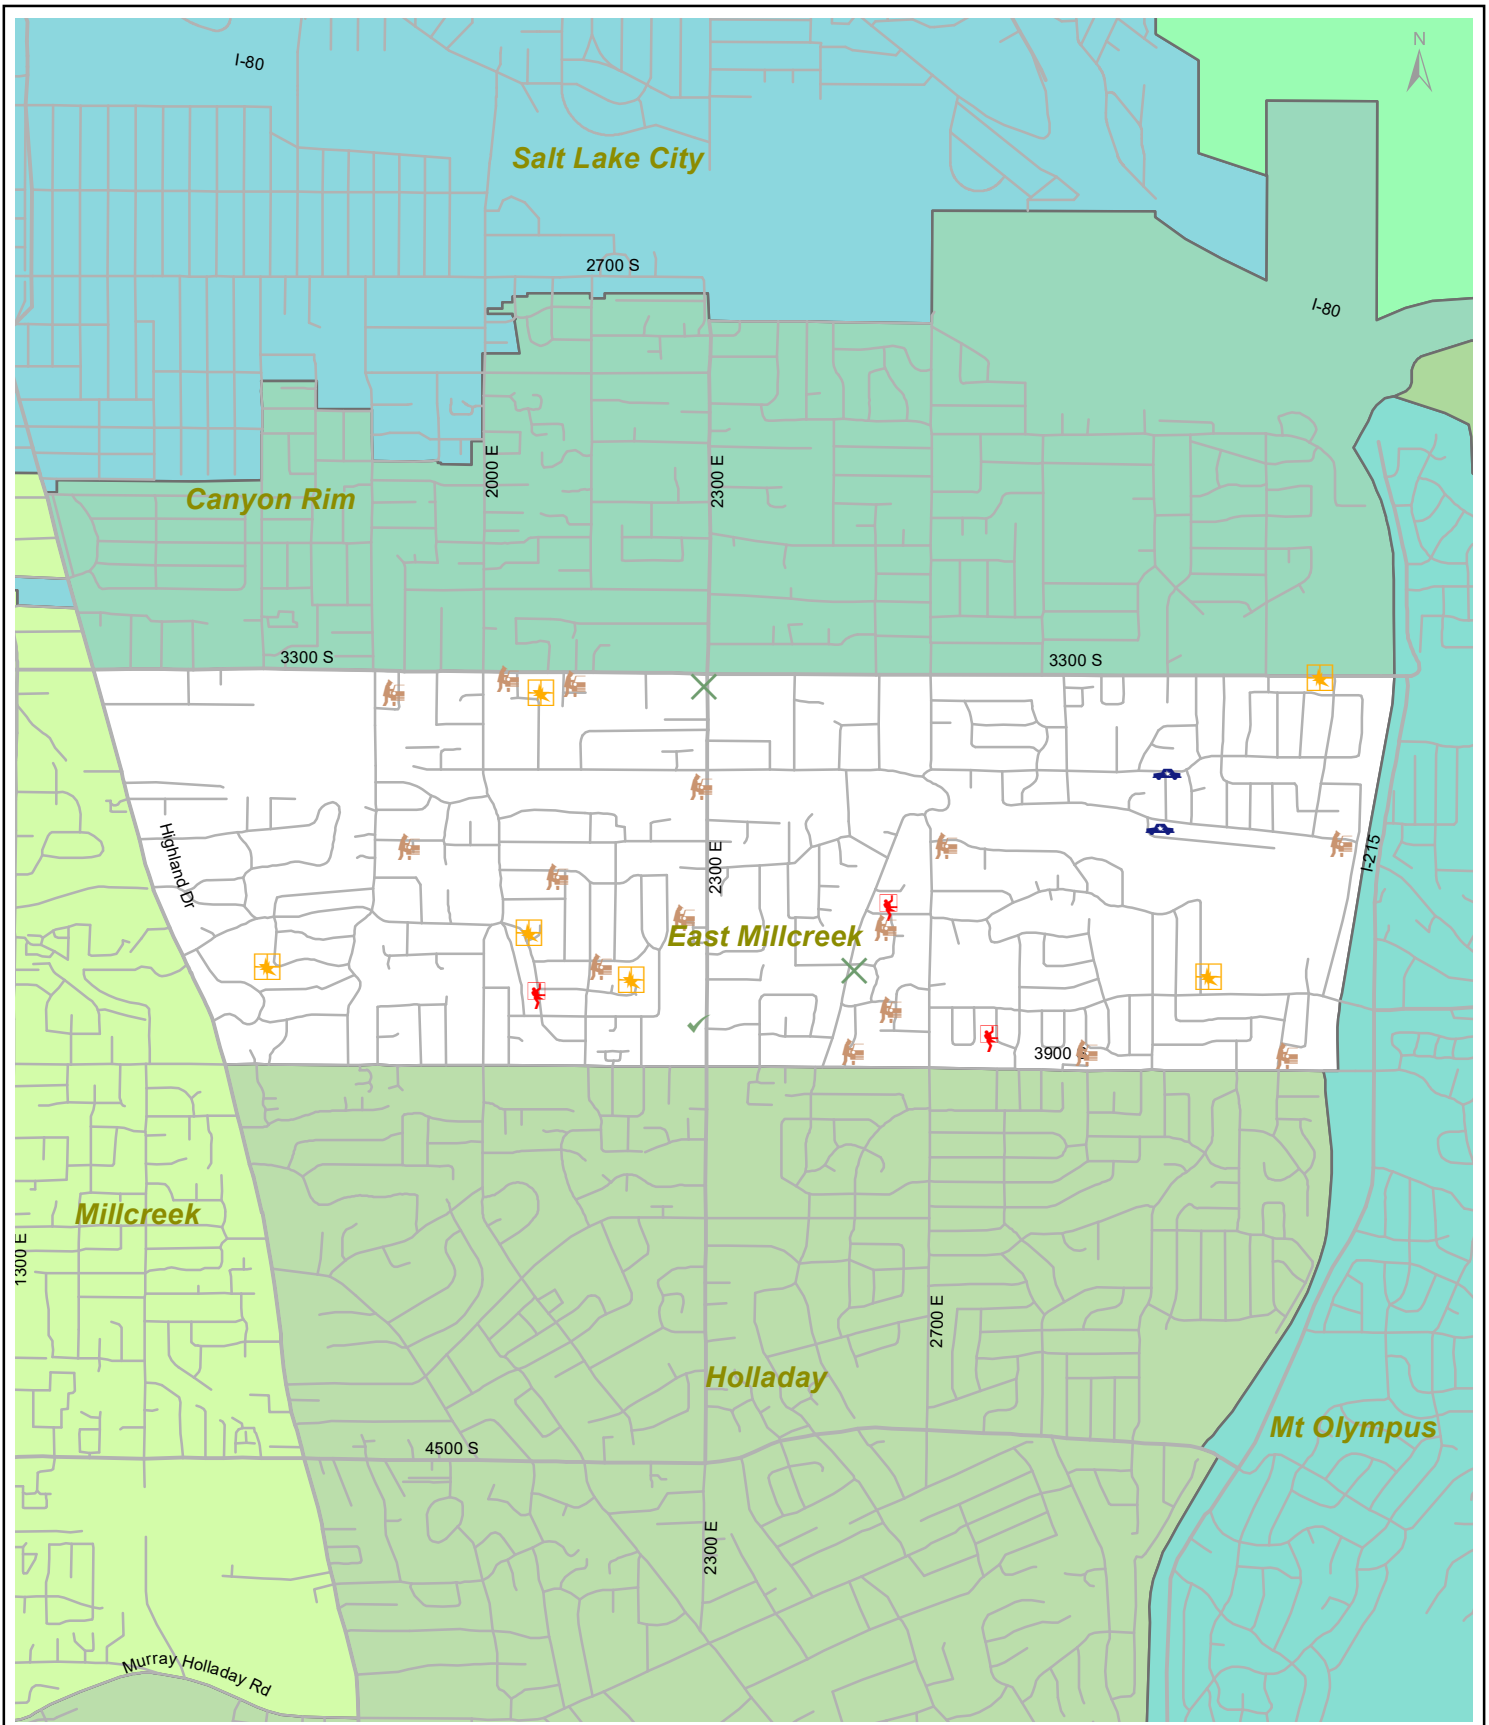 N
I-80
Salt Lake City
2700 S
I-80
2000 E
2300 E
Canyon Rim
3300 S
3300 S
Highland Dr
2300 E
I-215
East Millcreek
3900 S
Millcreek
1300 E
2700 E
Holladay
Mt Olympus
4500 S
2300 E
Murray Holladay Rd